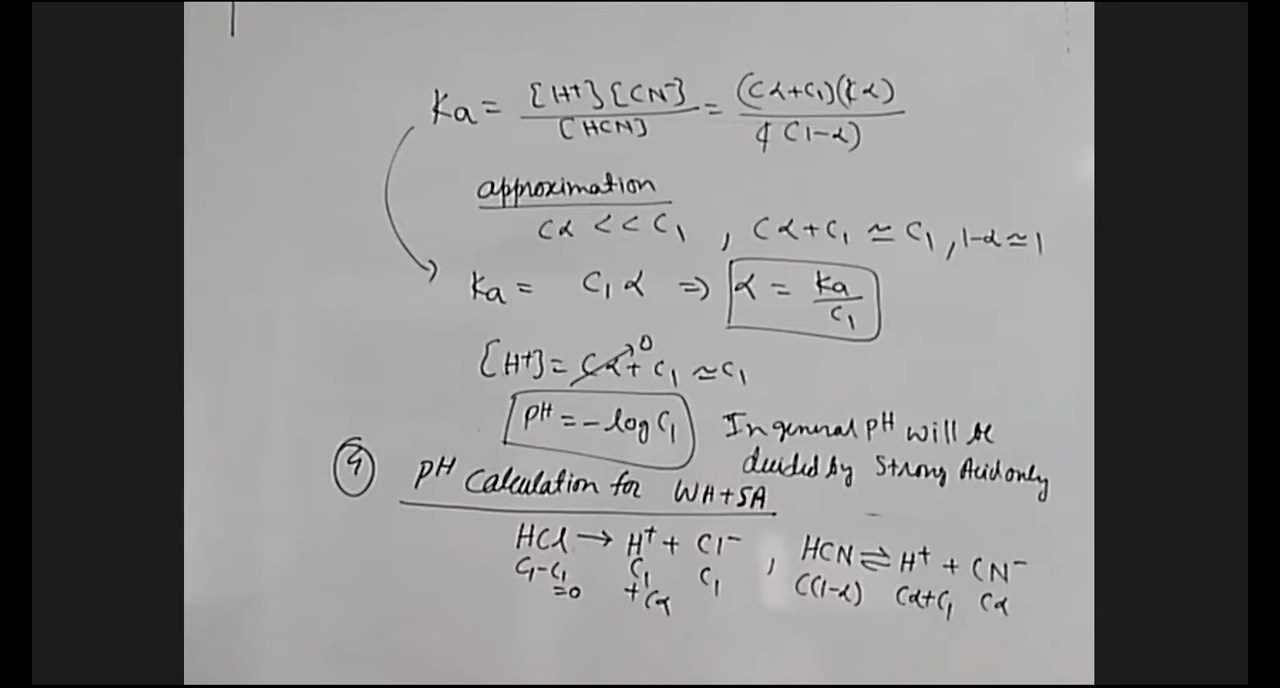 Ka = [H+] [CN-] / [HCN] = (Cα+C₁)(Cα) / C(1-α)
approximation
Cα << C₁ , Cα+C₁ ≃ C₁ , 1-α ≃ 1
Ka = C₁α ⇒ α = Ka / C₁
[H+] = Cα→0 + C₁ ≃ C₁
pH = -log C₁ In general pH will be
decided by Strong Acid only
④ pH Calculation for WA+SA
HCl → H+ + Cl- , HCN ⇌ H+ + CN-
C₁-C₁ C₁ C₁ C(1-α) Cα+C₁ Cα
=0 +Cα